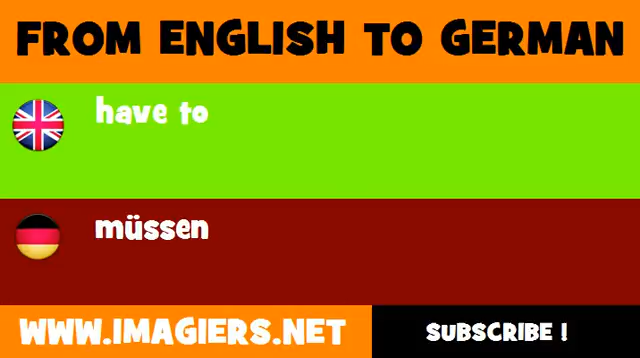 FROM ENGLISH TO GERMAN
have to
müssen
WWW.IMAGIERS.NET
SUBSCRIBE !